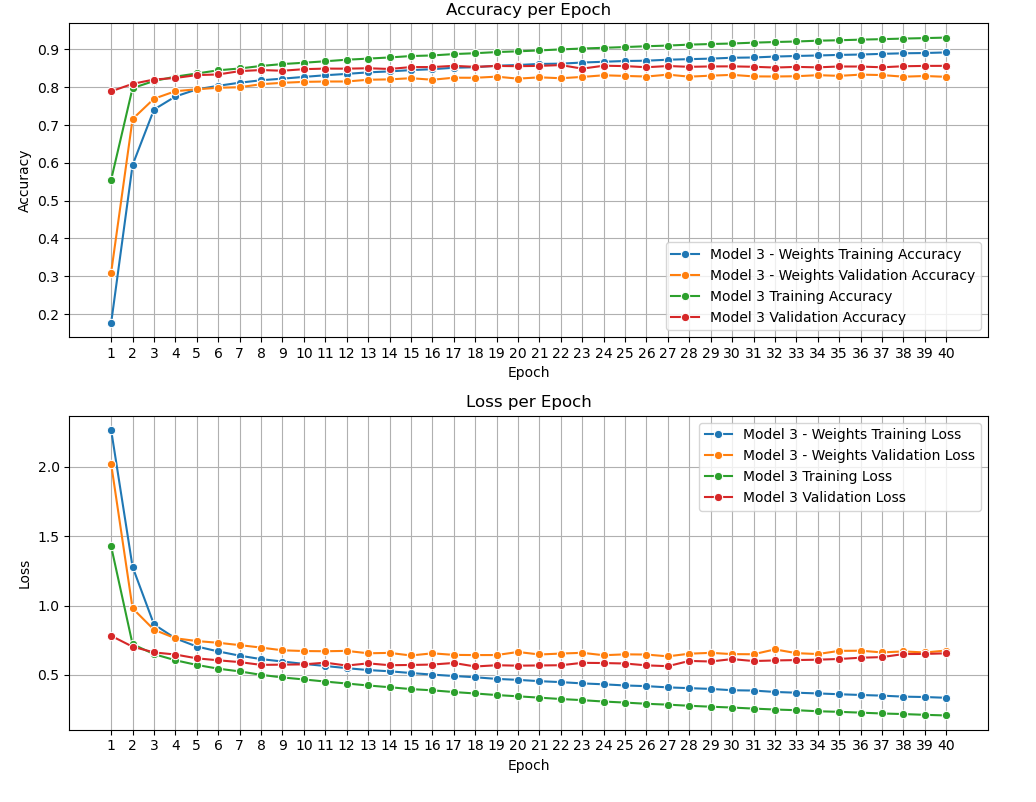 Accuracy per Epoch
0.9
0.8
0.7
0.6
0.5
0.4
0.3
0.2
Accuracy
Model 3 - Weights Training Accuracy
Model 3 - Weights Validation Accuracy
Model 3 Training Accuracy
Model 3 Validation Accuracy
1 2 3 4 5 6 7 8 9 10 11 12 13 14 15 16 17 18 19 20 21 22 23 24 25 26 27 28 29 30 31 32 33 34 35 36 37 38 39 40
Epoch
Loss per Epoch
2.0
1.5
1.0
0.5
Loss
Model 3 - Weights Training Loss
Model 3 - Weights Validation Loss
Model 3 Training Loss
Model 3 Validation Loss
1 2 3 4 5 6 7 8 9 10 11 12 13 14 15 16 17 18 19 20 21 22 23 24 25 26 27 28 29 30 31 32 33 34 35 36 37 38 39 40
Epoch